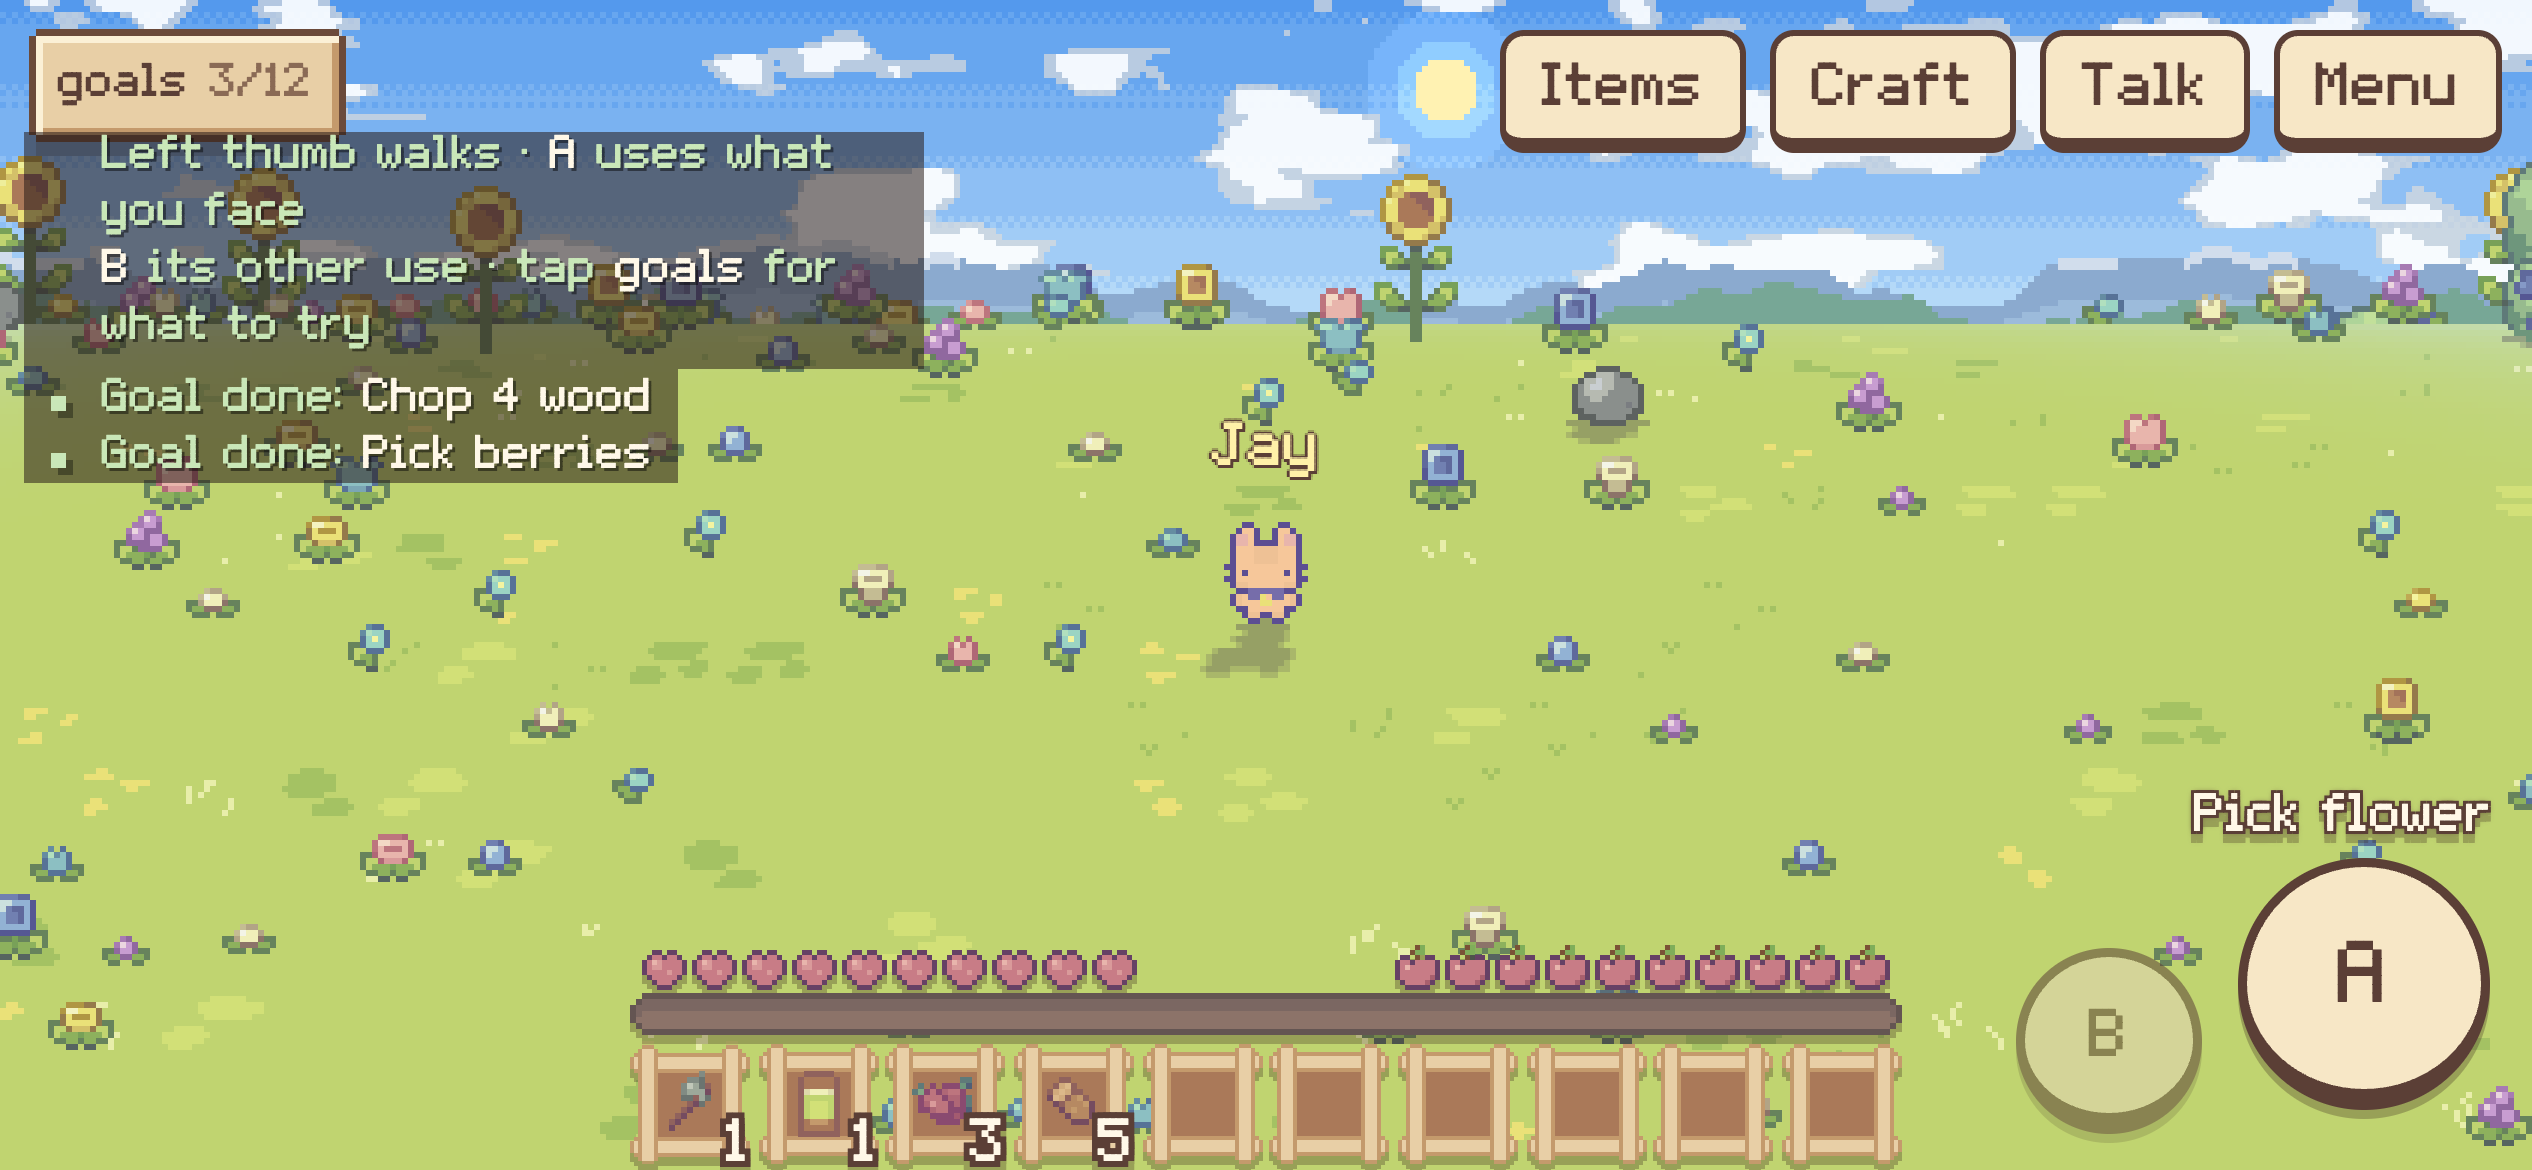 goals 3/12
Items
Craft
Talk
Menu
Left thumb walks · A uses what
you face
B its other use · tap goals for
what to try
Goal done: Chop 4 wood
Goal done: Pick berries
Jay
Pick flower
A
B
1
1
3
5